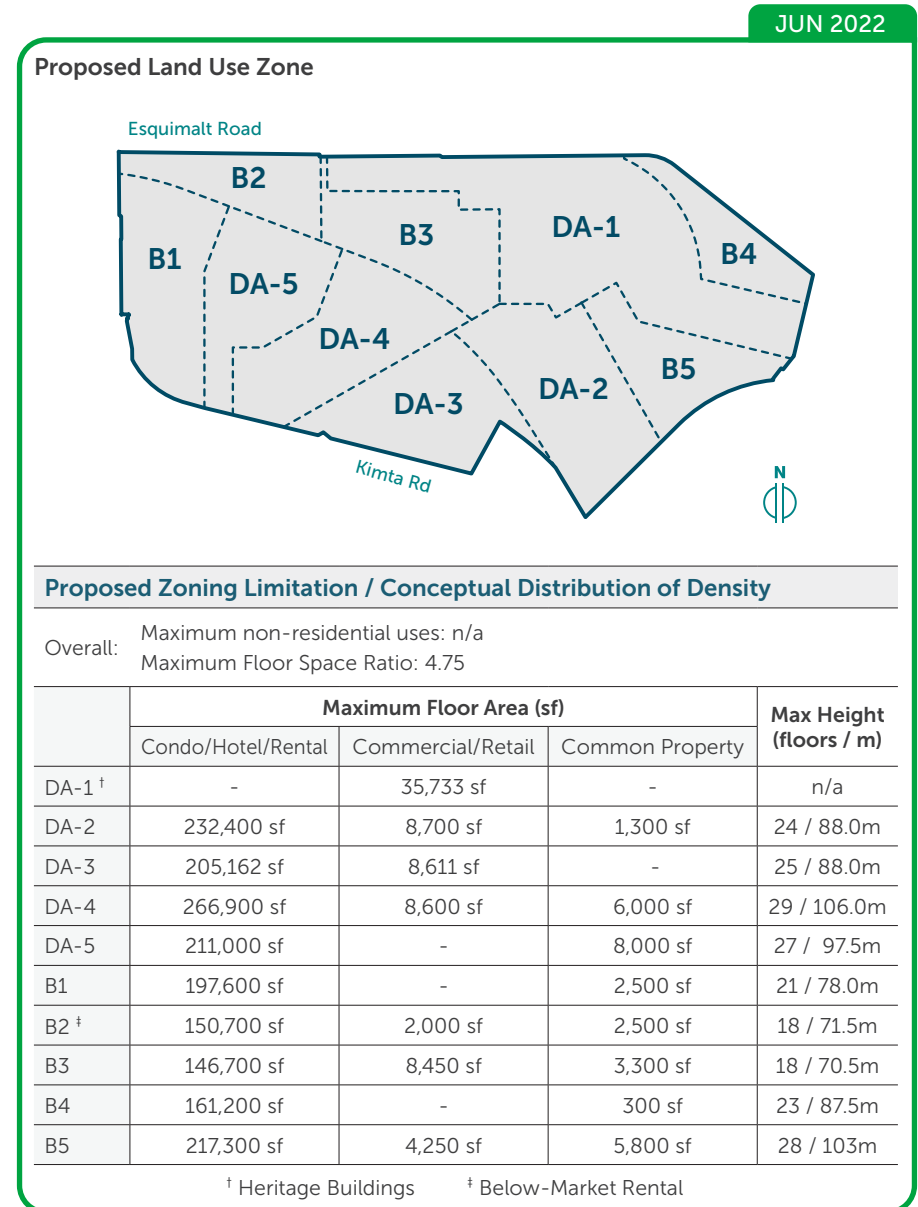 JUN 2022
Proposed Land Use Zone
Esquimalt Road
B2
B3
DA-1
B4
B1
DA-5
DA-4
B5
DA-2
DA-3
Kimta Rd
N
Proposed Zoning Limitation / Conceptual Distribution of Density
Overall: Maximum non-residential uses: n/a
Maximum Floor Space Ratio: 4.75
Maximum Floor Area (sf) Max Height (floors / m)
Condo/Hotel/Rental Commercial/Retail Common Property
DA-1 † - 35,733 sf - n/a
DA-2 232,400 sf 8,700 sf 1,300 sf 24 / 88.0m
DA-3 205,162 sf 8,611 sf - 25 / 88.0m
DA-4 266,900 sf 8,600 sf 6,000 sf 29 / 106.0m
DA-5 211,000 sf - 8,000 sf 27 / 97.5m
B1 197,600 sf - 2,500 sf 21 / 78.0m
B2 ‡ 150,700 sf 2,000 sf 2,500 sf 18 / 71.5m
B3 146,700 sf 8,450 sf 3,300 sf 18 / 70.5m
B4 161,200 sf - 300 sf 23 / 87.5m
B5 217,300 sf 4,250 sf 5,800 sf 28 / 103m
† Heritage Buildings ‡ Below-Market Rental